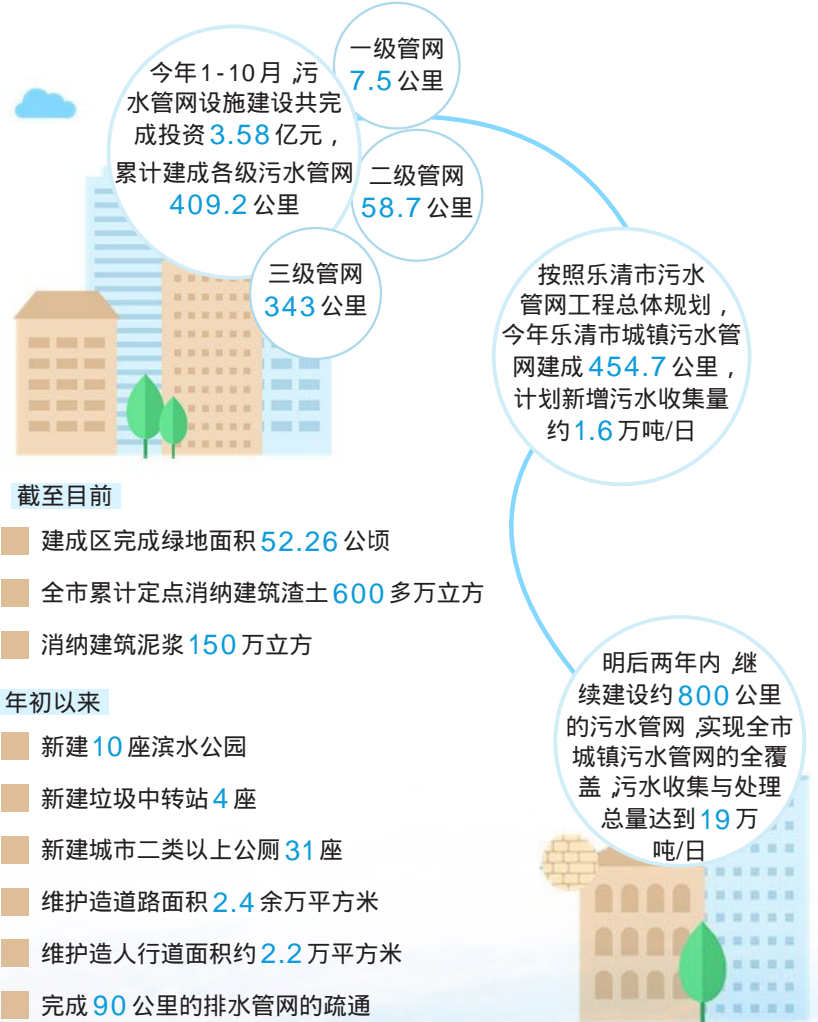 今年1-10月,污
水管网设施建设共完
成投资3.58亿元,
累计建成各级污水管网
409.2公里
一级管网
7.5公里
二级管网
58.7公里
三级管网
343公里
按照乐清市污水
管网工程总体规划,
今年乐清市城镇污水管
网建成454.7公里,
计划新增污水收集量
约1.6万吨/日
明后两年内,继
续建设约800公里
的污水管网,实现全市
城镇污水管网的全覆
盖,污水收集与处理
总量达到19万
吨/日
截至目前
建成区完成绿地面积52.26公顷
全市累计定点消纳建筑渣土600多万立方
消纳建筑泥浆150万立方
年初以来
新建10座滨水公园
新建垃圾中转站4座
新建城市二类以上公厕31座
维护造道路面积2.4余万平方米
维护造人行道面积约2.2万平方米
完成90公里的排水管网的疏通